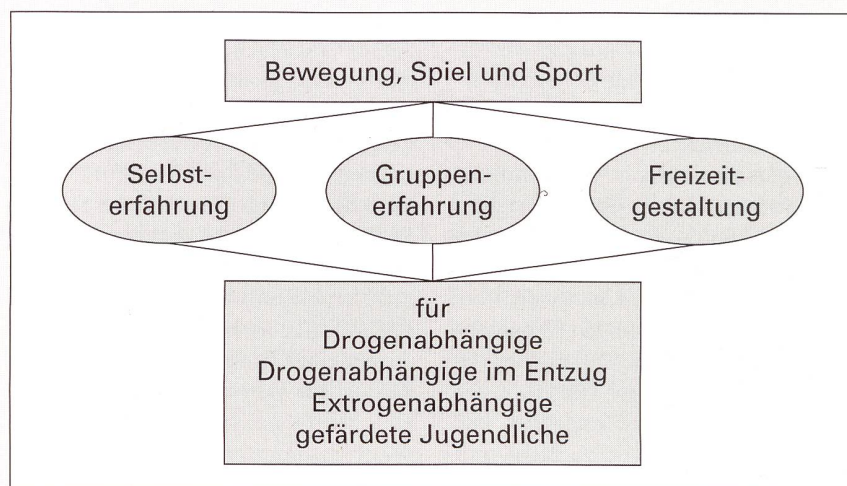 Bewegung, Spiel und Sport
Selbst-
erfahrung
Gruppen-
erfahrung
Freizeit-
gestaltung
für
Drogenabhängige
Drogenabhängige im Entzug
Extrogenabhängige
gefärdete Jugendliche